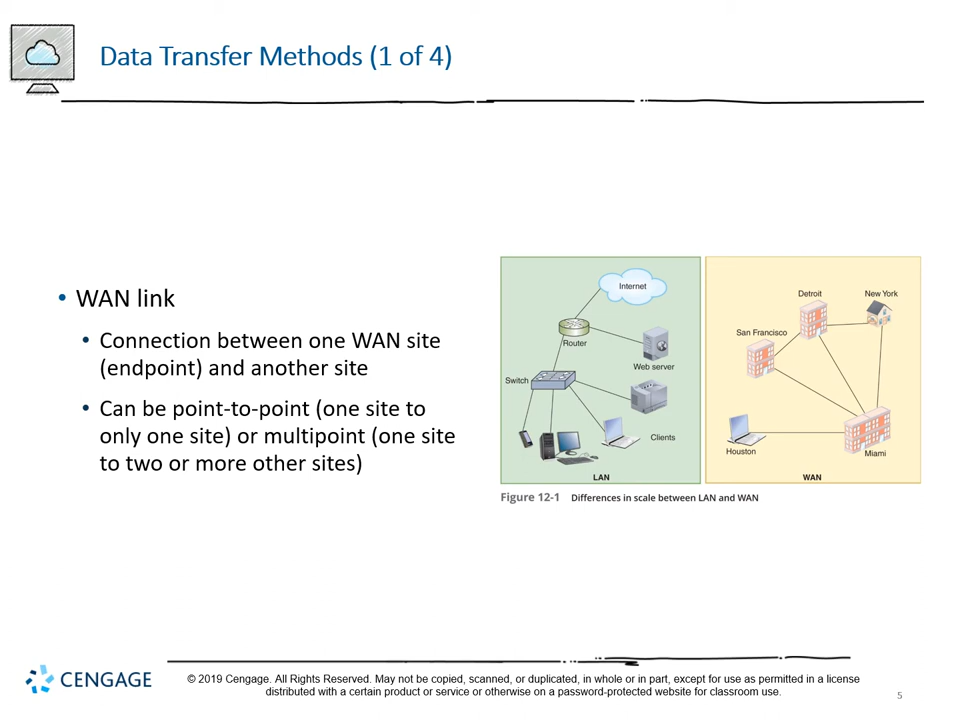 Data Transfer Methods (1 of 4)
• WAN link
• Connection between one WAN site
(endpoint) and another site
• Can be point-to-point (one site to
only one site) or multipoint (one site
to two or more other sites)
Internet
Router
Web server
Switch
Clients
LAN
Detroit
New York
San Francisco
Houston
Miami
WAN
Figure 12-1 Differences in scale between LAN and WAN
CENGAGE
© 2019 Cengage. All Rights Reserved. May not be copied, scanned, or duplicated, in whole or in part, except for use as permitted in a license
distributed with a certain product or service or otherwise on a password-protected website for classroom use.
5